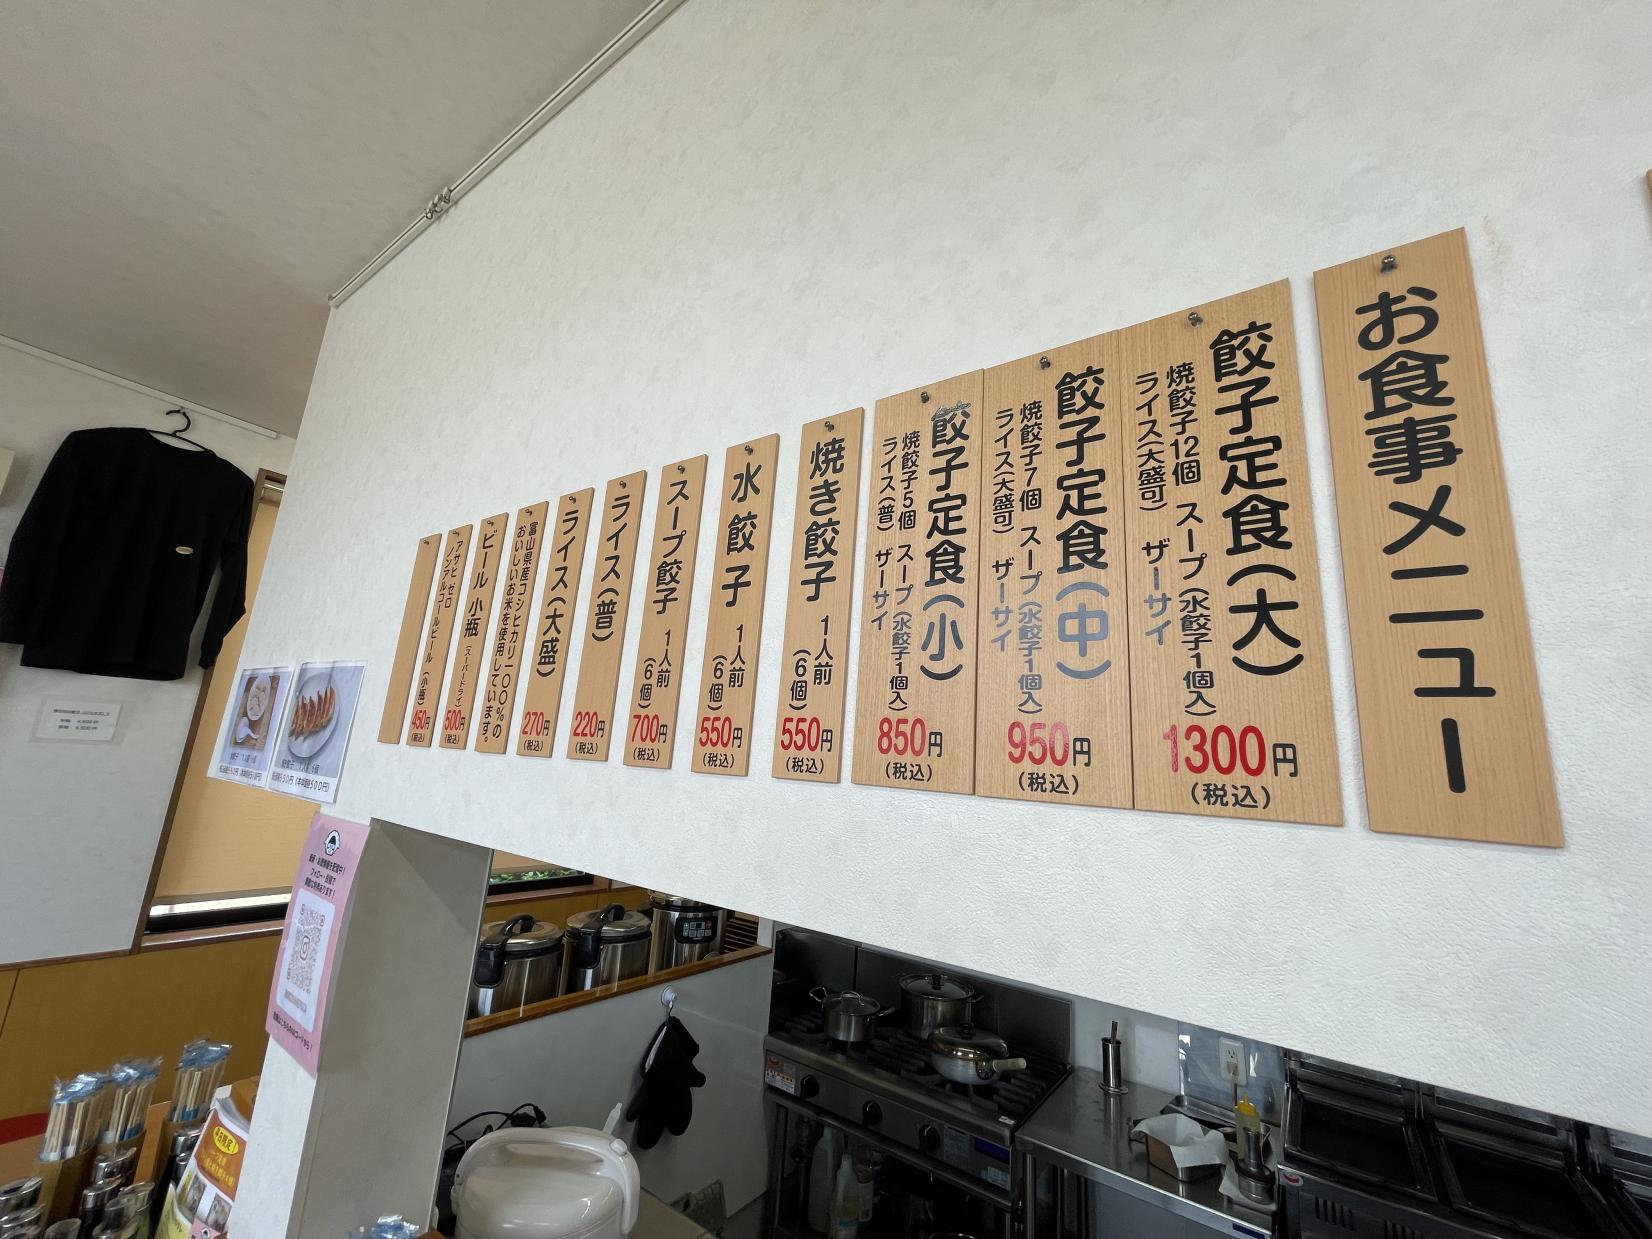 お食事メニュー
餃子定食(大)
焼餃子12個 スープ(水餃子1個入)
ライス(大盛可) ザーサイ
1300円
(税込)
餃子定食(中)
焼餃子7個 スープ(水餃子1個入)
ライス(大盛可) ザーサイ
950円
(税込)
餃子定食(小)
焼餃子5個 スープ(水餃子1個入)
ライス(普) ザーサイ
850円
(税込)
焼き餃子 1人前
(6個)
550円
(税込)
水餃子 1人前
(6個)
550円
(税込)
スープ餃子 1人前
(6個)
700円
(税込)
ライス(普)
220円
(税込)
ライス(大盛)
270円
(税込)
富山県産コシヒカリ一〇〇%の
おいしいお米を使用しています。
ビール 小瓶 (スーパードライ)
500円
(税込)
アサヒ ゼロ
ノンアルコールビール (小瓶)
450円
(税込)